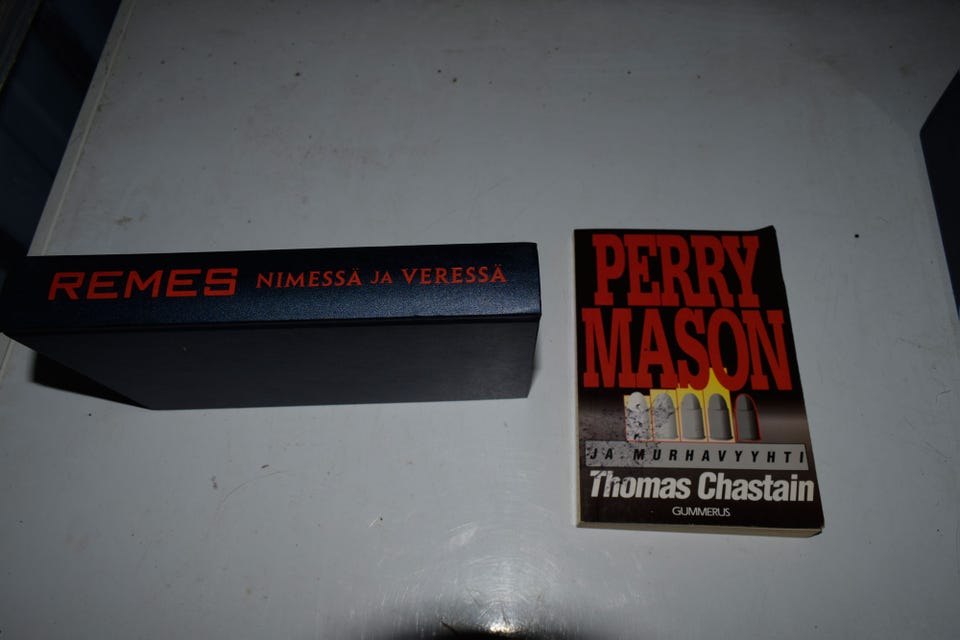 REMES NIMESSÄ JA VERESSÄ
PERRY
MASON
JA MURHAVYYHTI
Thomas Chastain
GUMMERUS